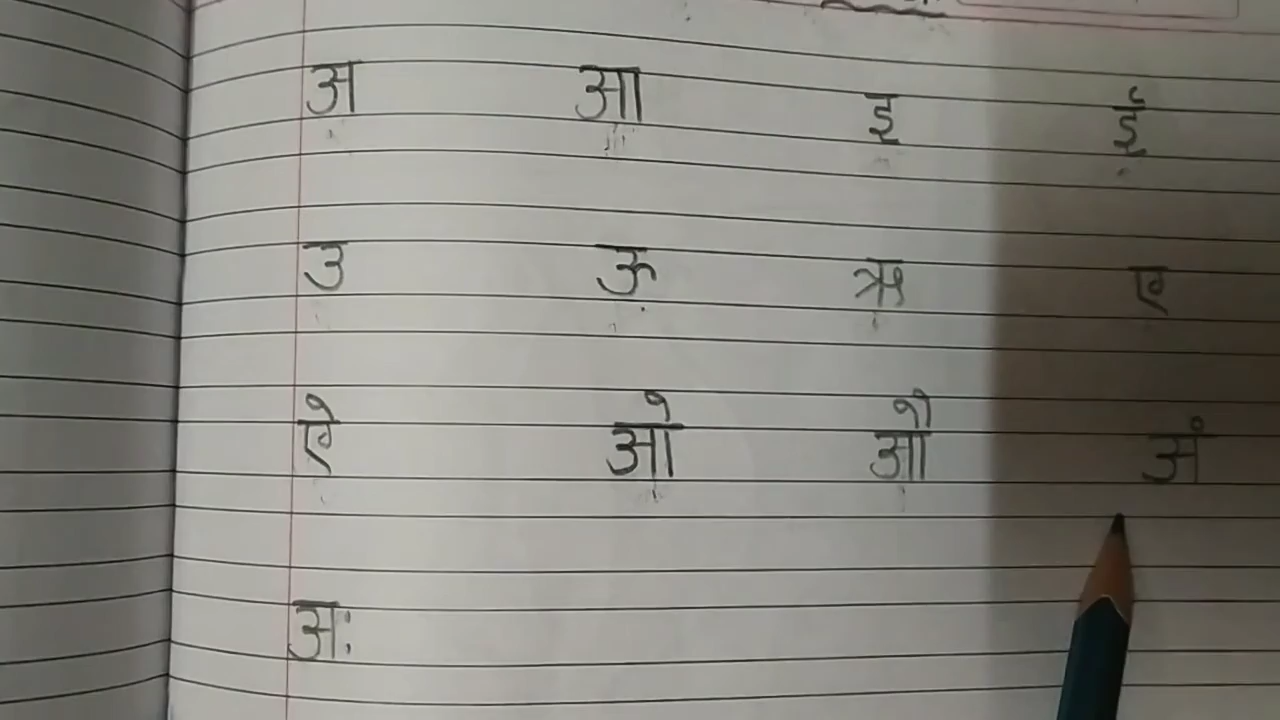 अ आ इ ई
उ ऊ ऋ ए
ऐ ओ औ अं
अः